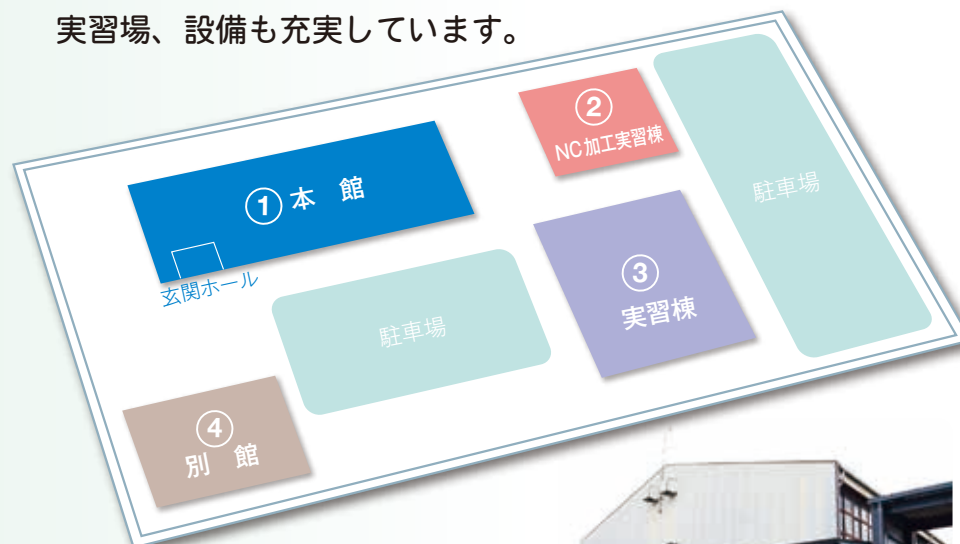 実習場、設備も充実しています。
① 本 館
玄関ホール
② 
NC加工実習棟
駐車場
③
実習棟
駐車場
④
別 館